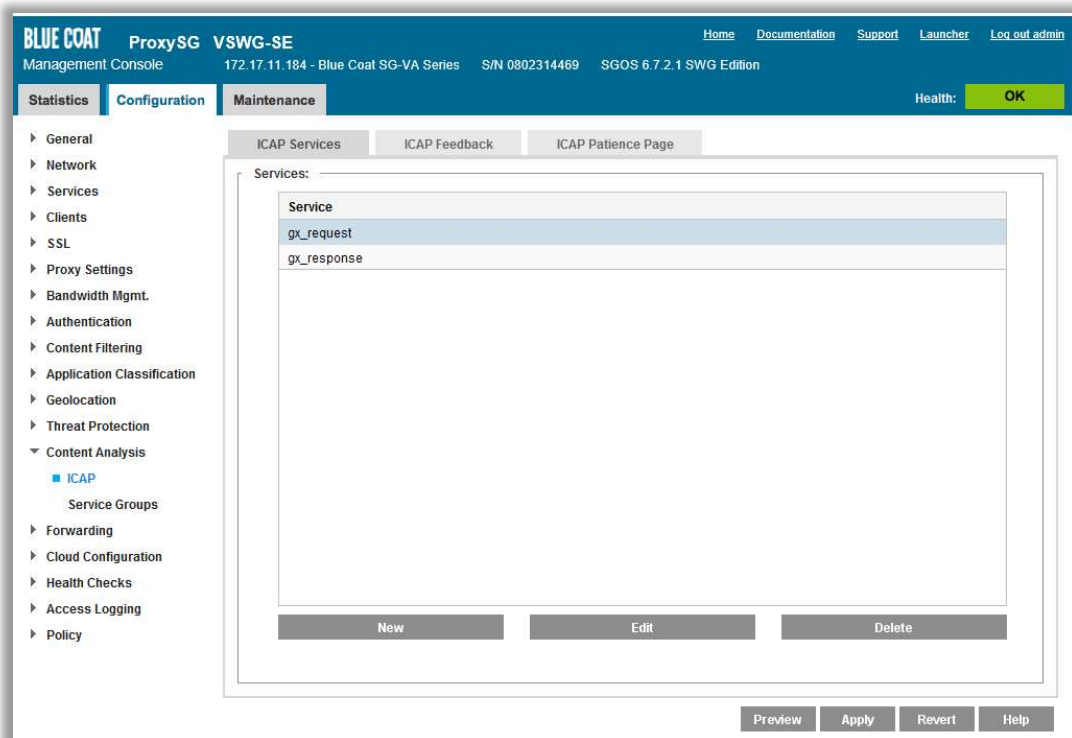 BLUE COAT ProxySG VSWG-SE Home Documentation Support Launcher Log out admin
Management Console 172.17.11.184 - Blue Coat SG-VA Series S/N 0802314469 SGOS 6.7.2.1 SWG Edition
Statistics Configuration Maintenance Health: OK
General
Network
Services
Clients
SSL
Proxy Settings
Bandwidth Mgmt.
Authentication
Content Filtering
Application Classification
Geolocation
Threat Protection
Content Analysis
ICAP
Service Groups
Forwarding
Cloud Configuration
Health Checks
Access Logging
Policy
ICAP Services ICAP Feedback ICAP Patience Page
Services:
Service
gx_request
gx_response
New Edit Delete
Preview Apply Revert Help